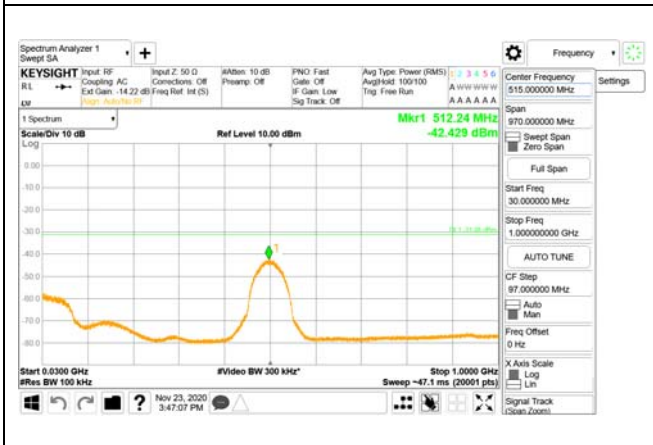 Spectrum Analyzer 1
Swept SA
Frequency
KEYSIGHT
RL
Input: RF
Coupling: AC
Ext Gain: -14.22 dB
Align: Auto/No RF
Input Z: 50 Ω
Corrections: Off
Freq Ref: Int (S)
#Atten: 10 dB
Preamp: Off
PNO: Fast
Gate: Off
IF Gain: Low
Sig Track: Off
Avg Type: Power (RMS)
Avg|Hold: 100/100
Trig: Free Run
1 2 3 4 5 6
A W W W W W
A A A A A A
1 Spectrum
Scale/Div 10 dB
Log
Ref Level 10.00 dBm
Mkr1 512.24 MHz
-42.429 dBm
0.00
-10.0
-20.0
-30.0
-40.0
-50.0
-60.0
-70.0
-80.0
1
Start 0.0300 GHz
#Res BW 100 kHz
#Video BW 300 kHz*
Stop 1.0000 GHz
Sweep ~47.1 ms (20001 pts)
Nov 23, 2020
3:47:07 PM
Center Frequency
515.000000 MHz
Settings
Span
970.000000 MHz
Swept Span
Zero Span
Full Span
Start Freq
30.000000 MHz
Stop Freq
1.000000000 GHz
AUTO TUNE
CF Step
97.000000 MHz
Auto
Man
Freq Offset
0 Hz
X Axis Scale
Log
Lin
Signal Track
(Span Zoom)